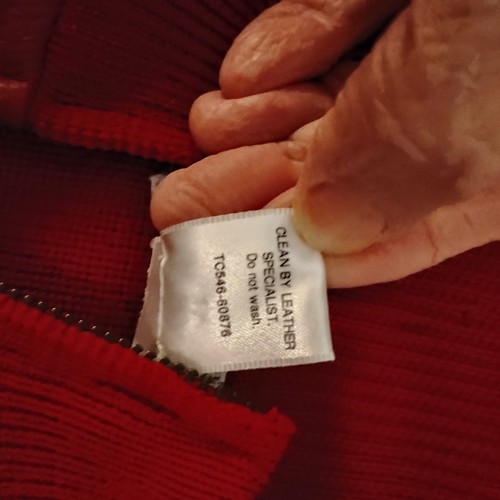 CLEAN BY LEATHER
SPECIALIST.
Do not wash.
TC546-80876